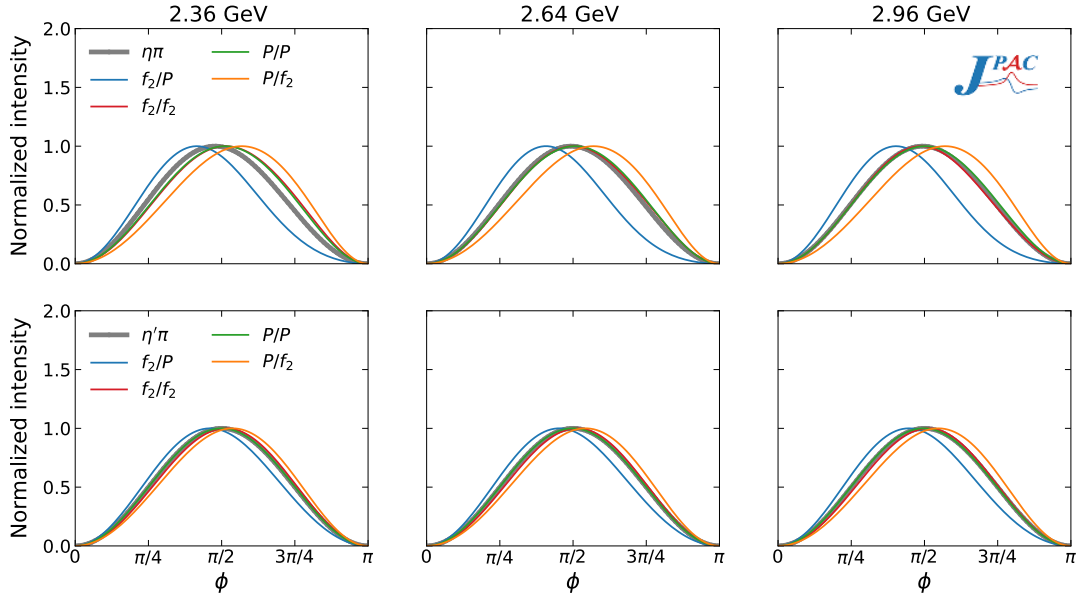 2.36 GeV 2.64 GeV 2.96 GeV
Normalized intensity
2.0
1.5
1.0
0.5
0.0
ηπ P/P
f₂/P P/f₂
f₂/f₂
JPAC
Normalized intensity
2.0
1.5
1.0
0.5
0.0
η′π P/P
f₂/P P/f₂
f₂/f₂
0 π/4 π/2 3π/4 π 0 π/4 π/2 3π/4 π 0 π/4 π/2 3π/4 π
ϕ ϕ ϕ